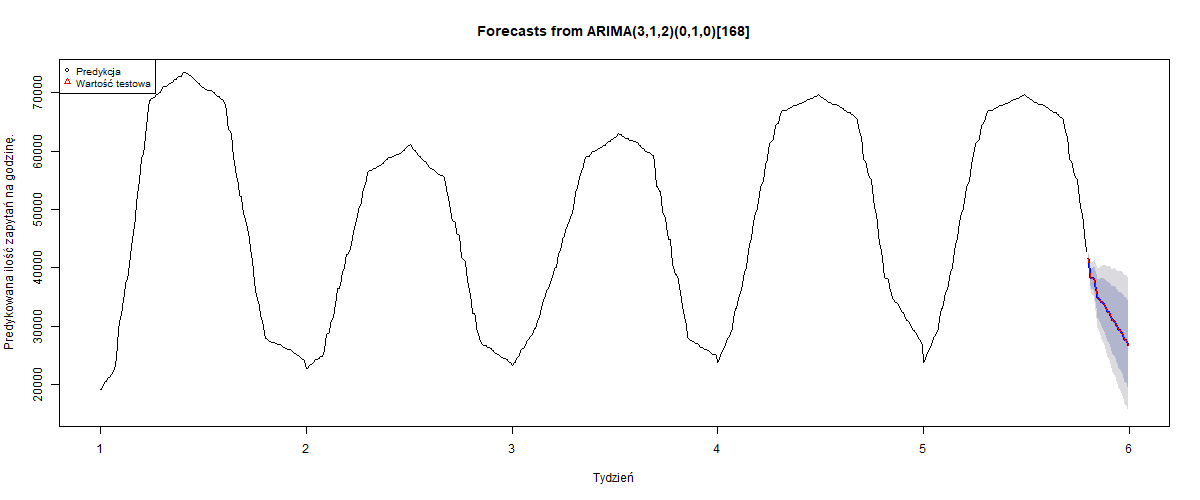 Forecasts from ARIMA(3,1,2)(0,1,0)[168]
Predykcja
Wartość testowa
Predykowana ilość zapytań na godzinę.
70000
60000
50000
40000
30000
20000
1 2 3 4 5 6
Tydzień